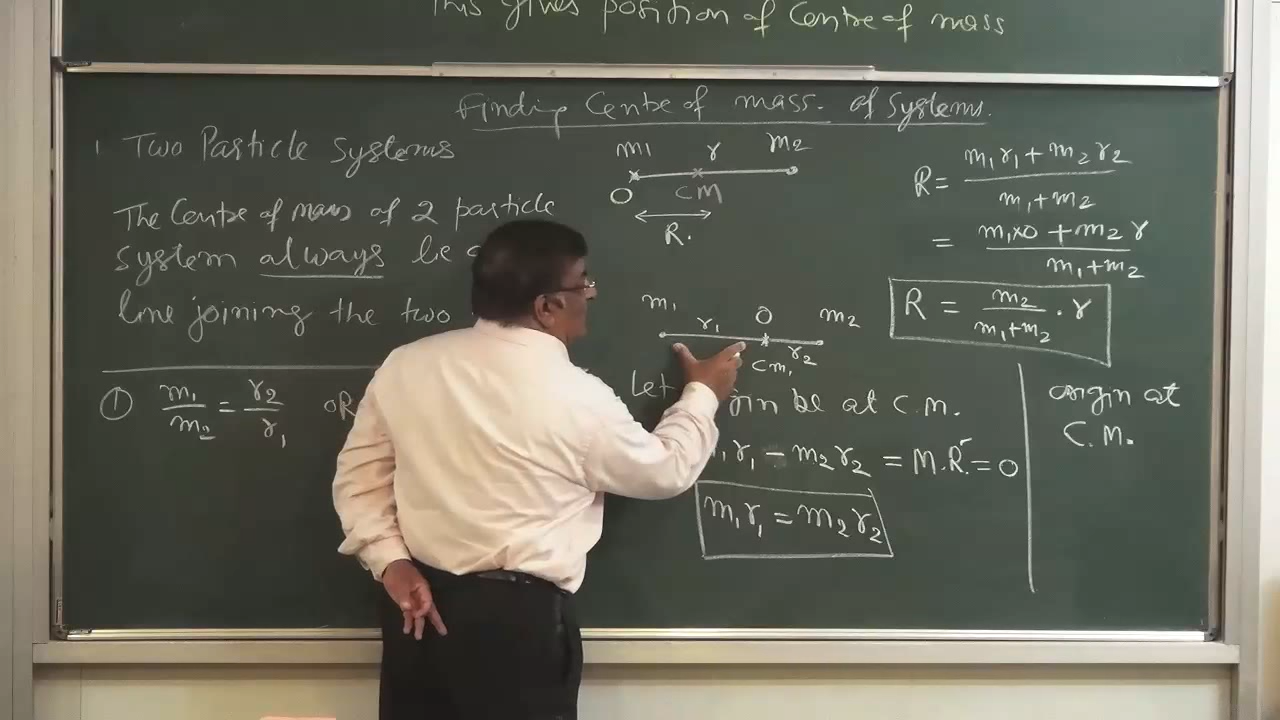 This gives position of Centre of mass
Finding Centre of mass. of systems.
1 Two Particle Systems
The Centre of mass of 2 particle
system always lie
line joining the two
① m₁/m₂ = r₂/r₁ OR
m₁ r m₂
O CM
R.
m₁ r₁ O m₂
cm, r₂
Let be at C.M.
r₁ - m₂r₂ = M.R. = 0
m₁r₁ = m₂r₂
R = (m₁r₁ + m₂r₂)/(m₁+m₂)
= (m₁×0 + m₂r)/(m₁+m₂)
R = m₂/(m₁+m₂) . r
origin at
C.M.